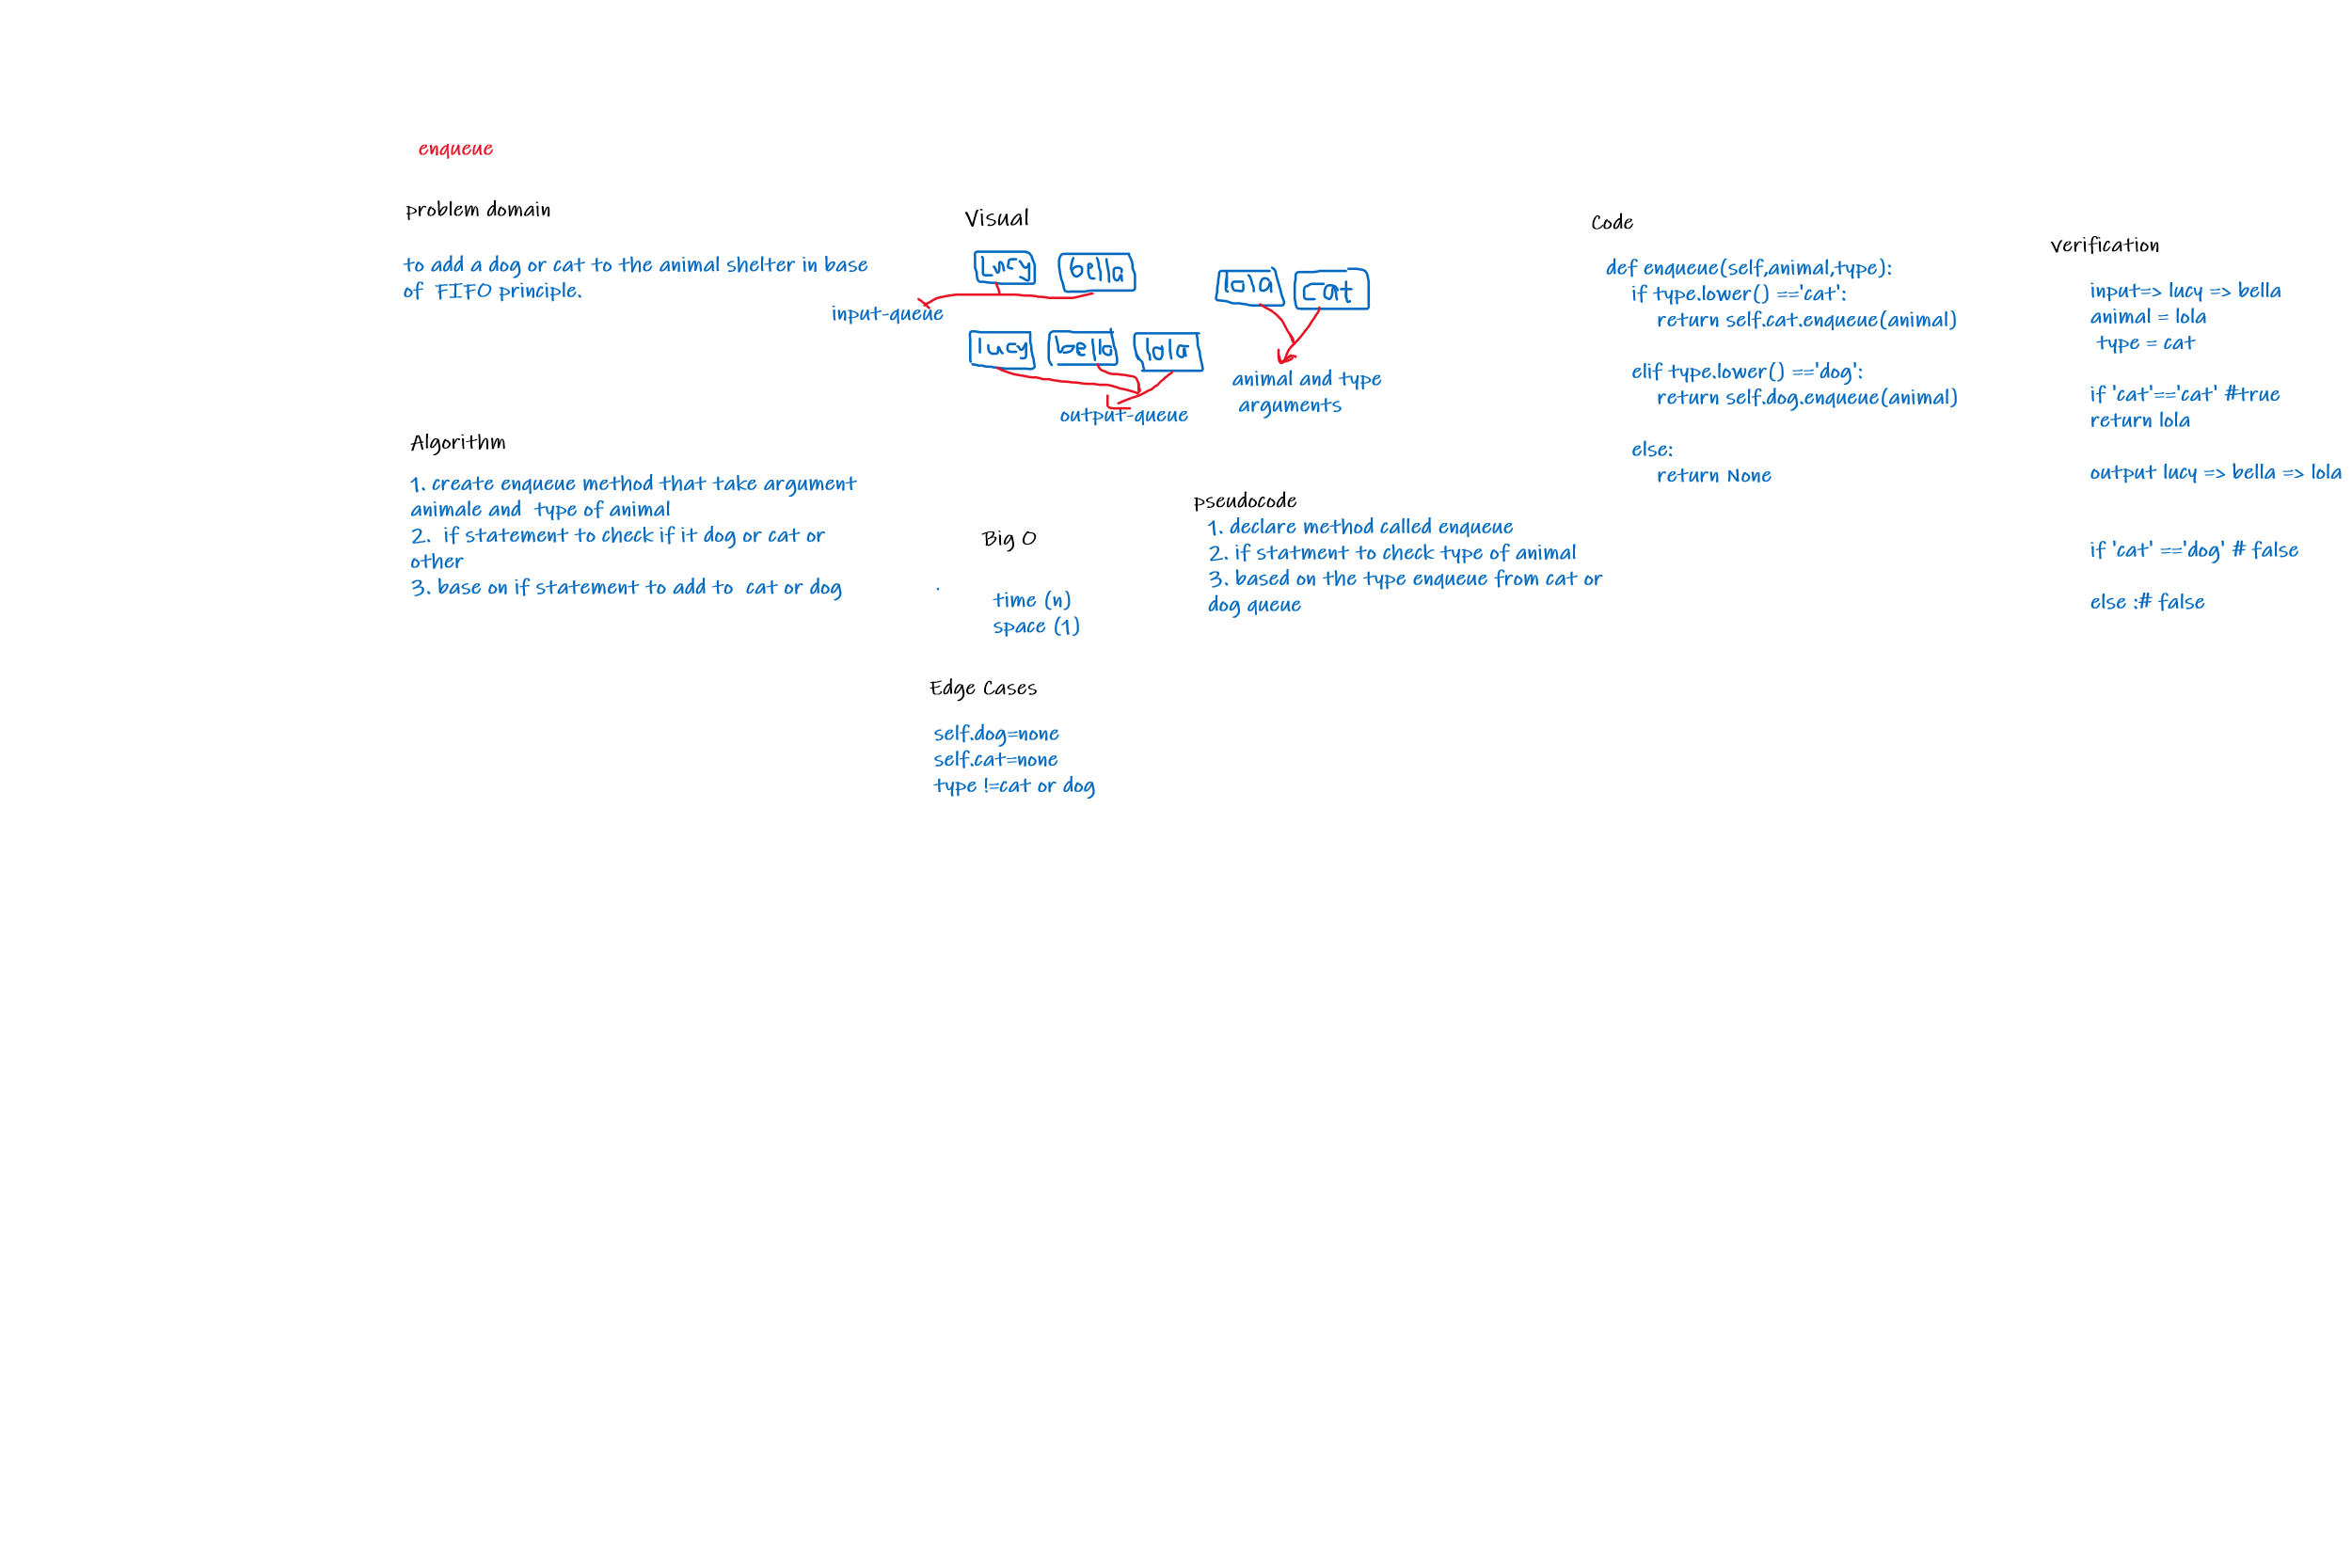 enqueue
problem domain
to add a dog or cat to the animal shelter in base
of FIFO principle.
Visual
Lucy bella
input-queue
lucy bella lola
output-queue
lola cat
animal and type
arguments
Algorithm
1. create enqueue method that take argument
animale and type of animal
2. if statement to check if it dog or cat or
other
3. base on if statement to add to cat or dog
Big O
time (n)
space (1)
Edge Cases
self.dog=none
self.cat=none
type !=cat or dog
pseudocode
1. declare method called enqueue
2. if statment to check type of animal
3. based on the type enqueue from cat or
dog queue
Code
def enqueue(self,animal,type):
if type.lower() =='cat':
return self.cat.enqueue(animal)
elif type.lower() =='dog':
return self.dog.enqueue(animal)
else:
return None
verification
input=> lucy => bella
animal = lola
type = cat
if 'cat'=='cat' #true
return lola
output lucy => bella => lola
if 'cat' =='dog' # false
else :# false